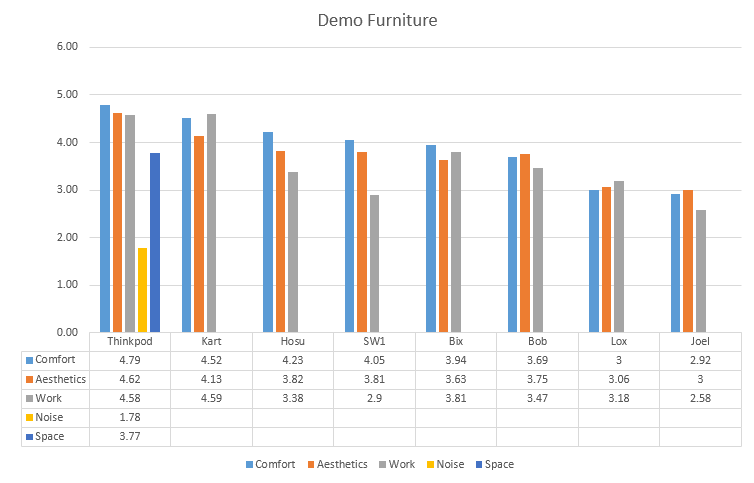 Demo Furniture
6.00
5.00
4.00
3.00
2.00
1.00
0.00
Thinkpod Kart Hosu SW1 Bix Bob Lox Joel
Comfort 4.79 4.52 4.23 4.05 3.94 3.69 3 2.92
Aesthetics 4.62 4.13 3.82 3.81 3.63 3.75 3.06 3
Work 4.58 4.59 3.38 2.9 3.81 3.47 3.18 2.58
Noise 1.78
Space 3.77
Comfort Aesthetics Work Noise Space